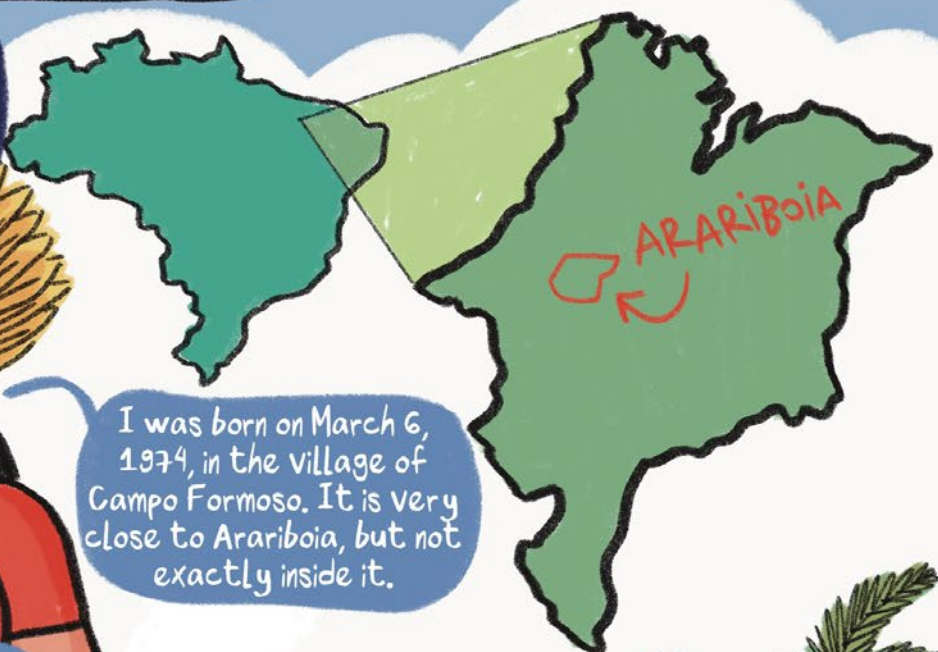 ARARIBOIA
I was born on March 6,
1974, in the village of
Campo Formoso. It is very
close to Arariboia, but not
exactly inside it.